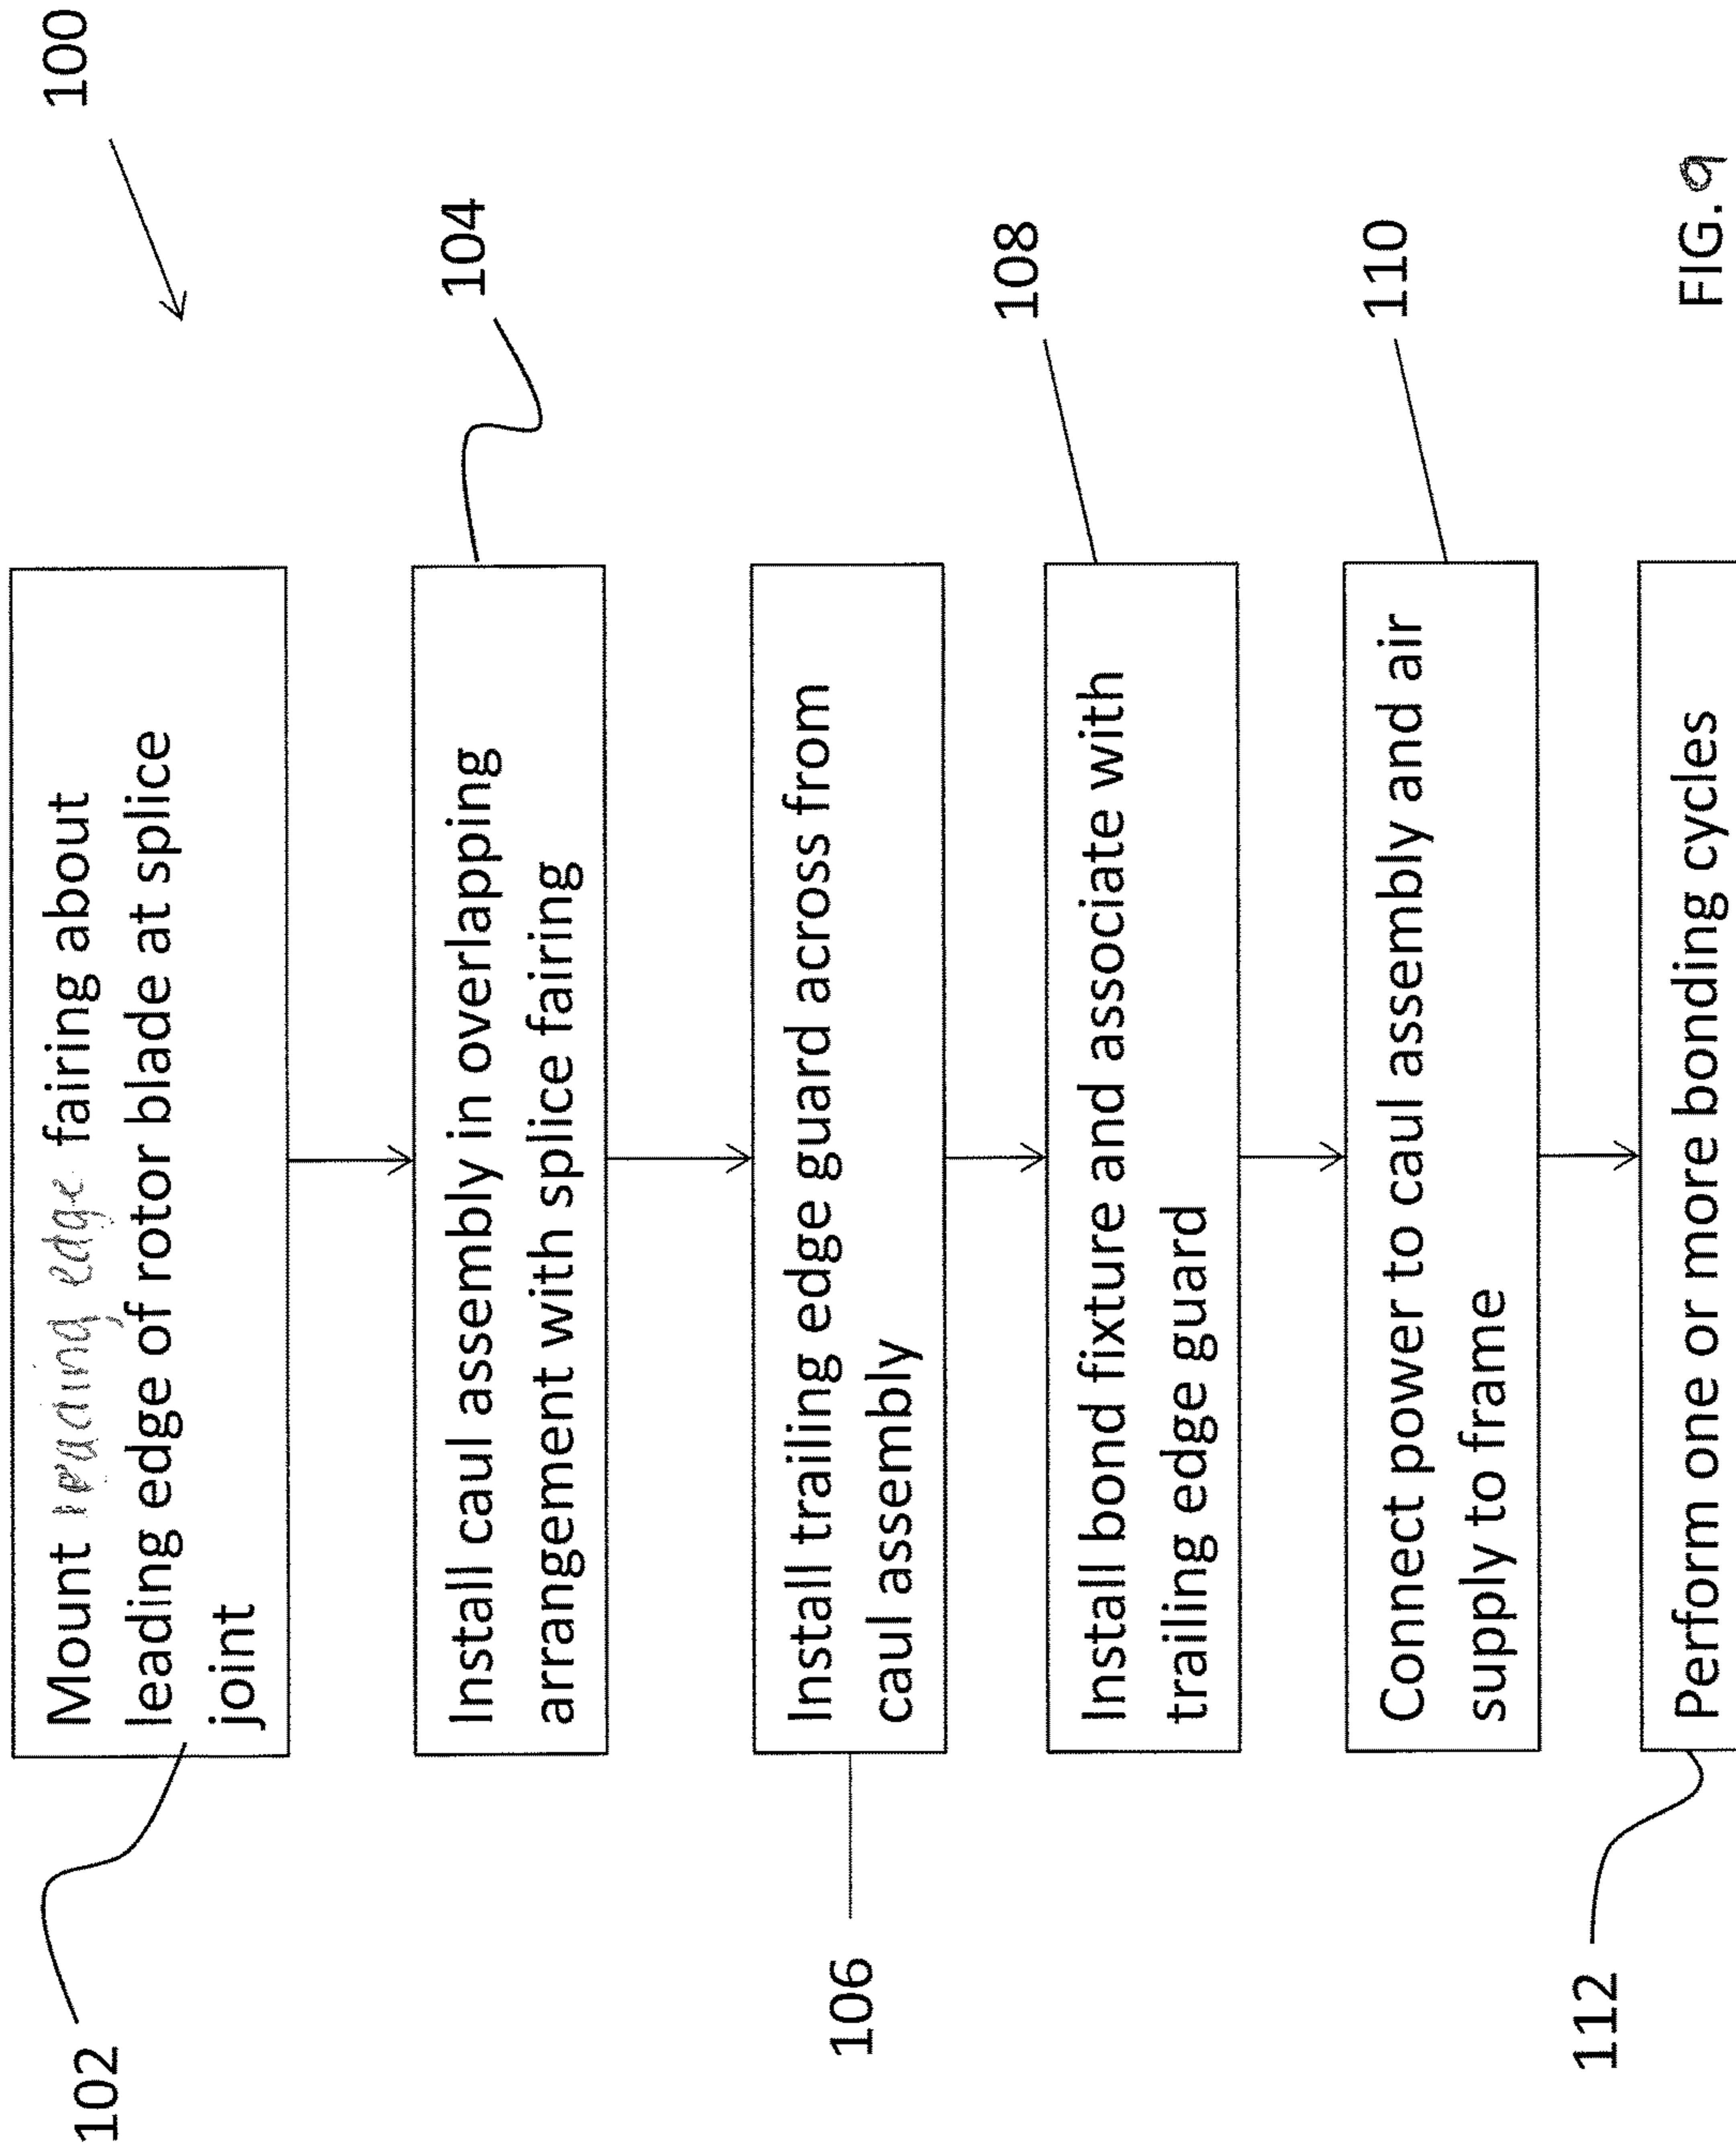 100
102
Mount leading edge fairing about
leading edge of rotor blade at splice
joint
104
Install caul assembly in overlapping
arrangement with splice fairing
106
Install trailing edge guard across from
caul assembly
108
Install bond fixture and associate with
trailing edge guard
110
Connect power to caul assembly and air
supply to frame
112
Perform one or more bonding cycles
FIG. 9